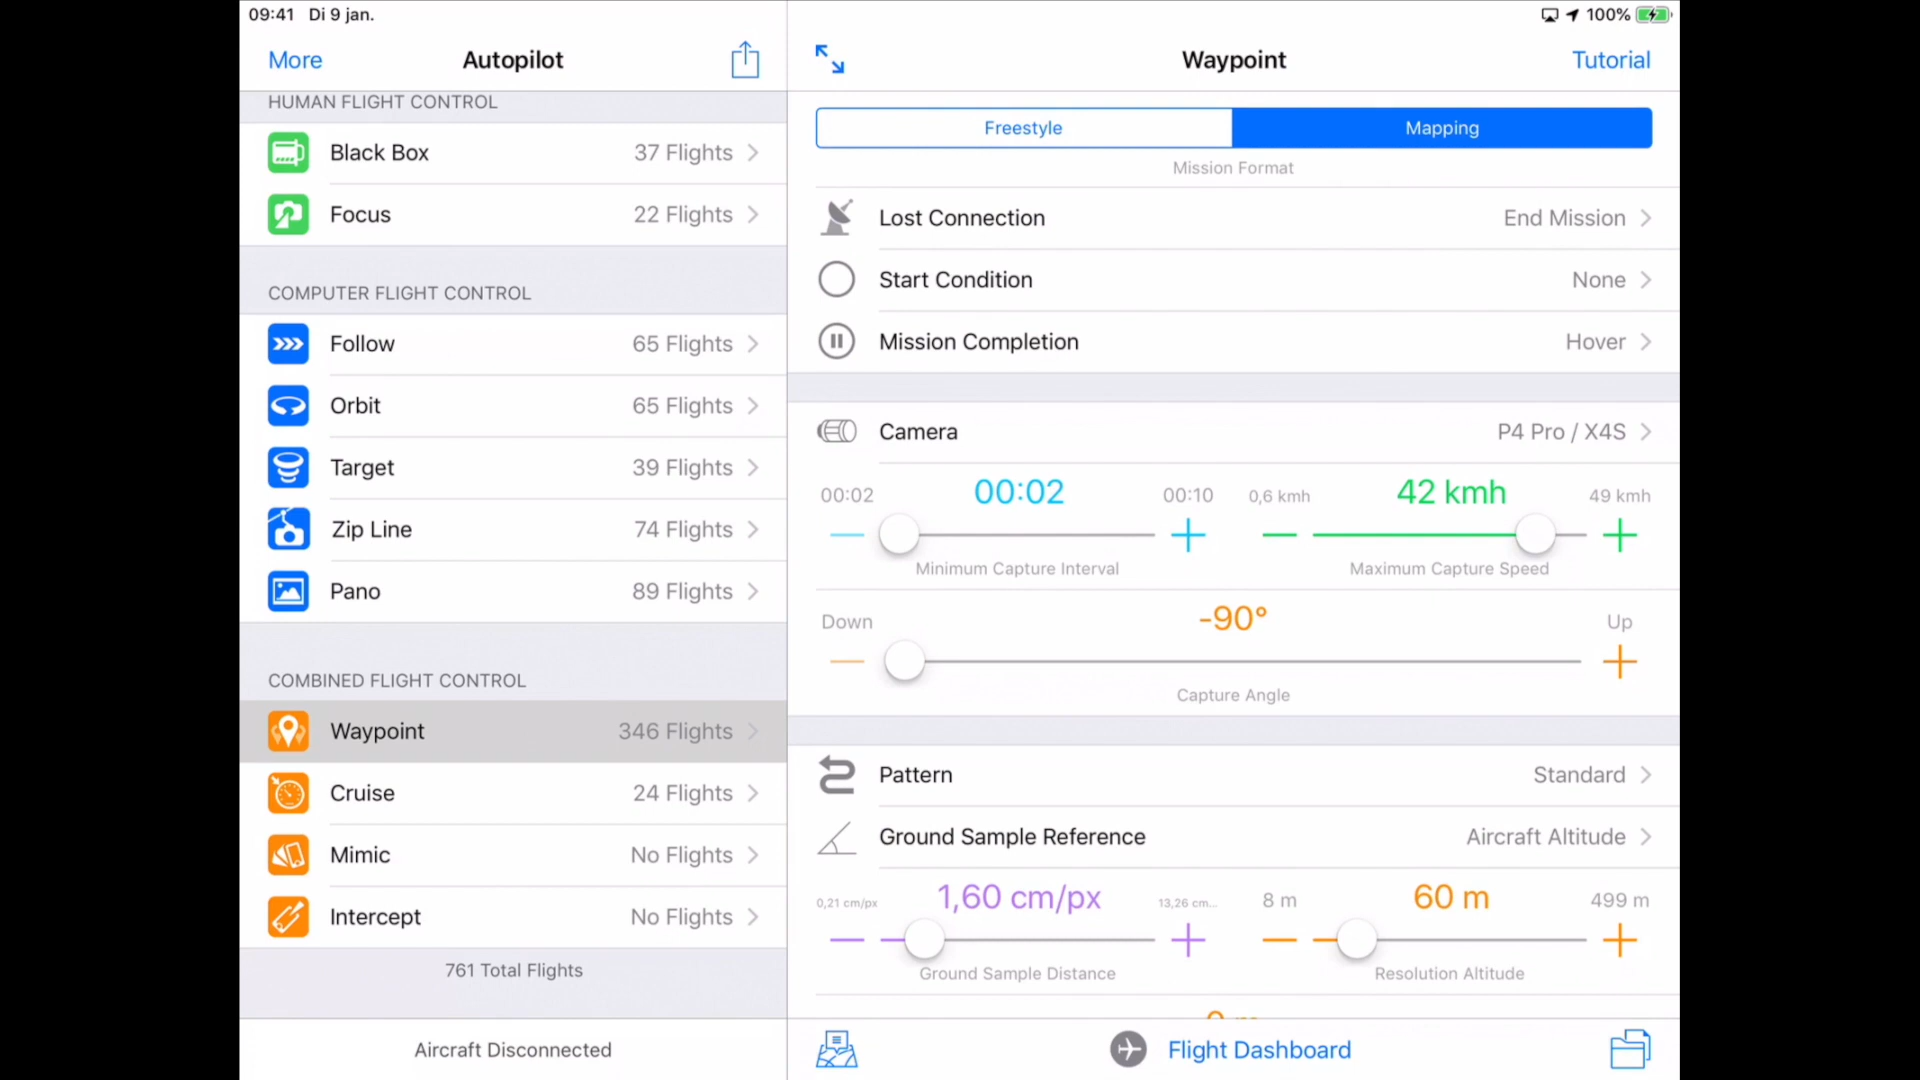 09:41 Di 9 jan.
100%
More
Autopilot
HUMAN FLIGHT CONTROL
Black Box 37 Flights
Focus 22 Flights
COMPUTER FLIGHT CONTROL
Follow 65 Flights
Orbit 65 Flights
Target 39 Flights
Zip Line 74 Flights
Pano 89 Flights
COMBINED FLIGHT CONTROL
Waypoint 346 Flights
Cruise 24 Flights
Mimic No Flights
Intercept No Flights
761 Total Flights
Aircraft Disconnected
Waypoint
Tutorial
Freestyle Mapping
Mission Format
Lost Connection End Mission
Start Condition None
Mission Completion Hover
Camera P4 Pro / X4S
00:02 00:02 00:10 0,6 kmh 42 kmh 49 kmh
Minimum Capture Interval Maximum Capture Speed
Down -90° Up
Capture Angle
Pattern Standard
Ground Sample Reference Aircraft Altitude
0,21 cm/px 1,60 cm/px 13,26 cm... 8 m 60 m 499 m
Ground Sample Distance Resolution Altitude
Flight Dashboard